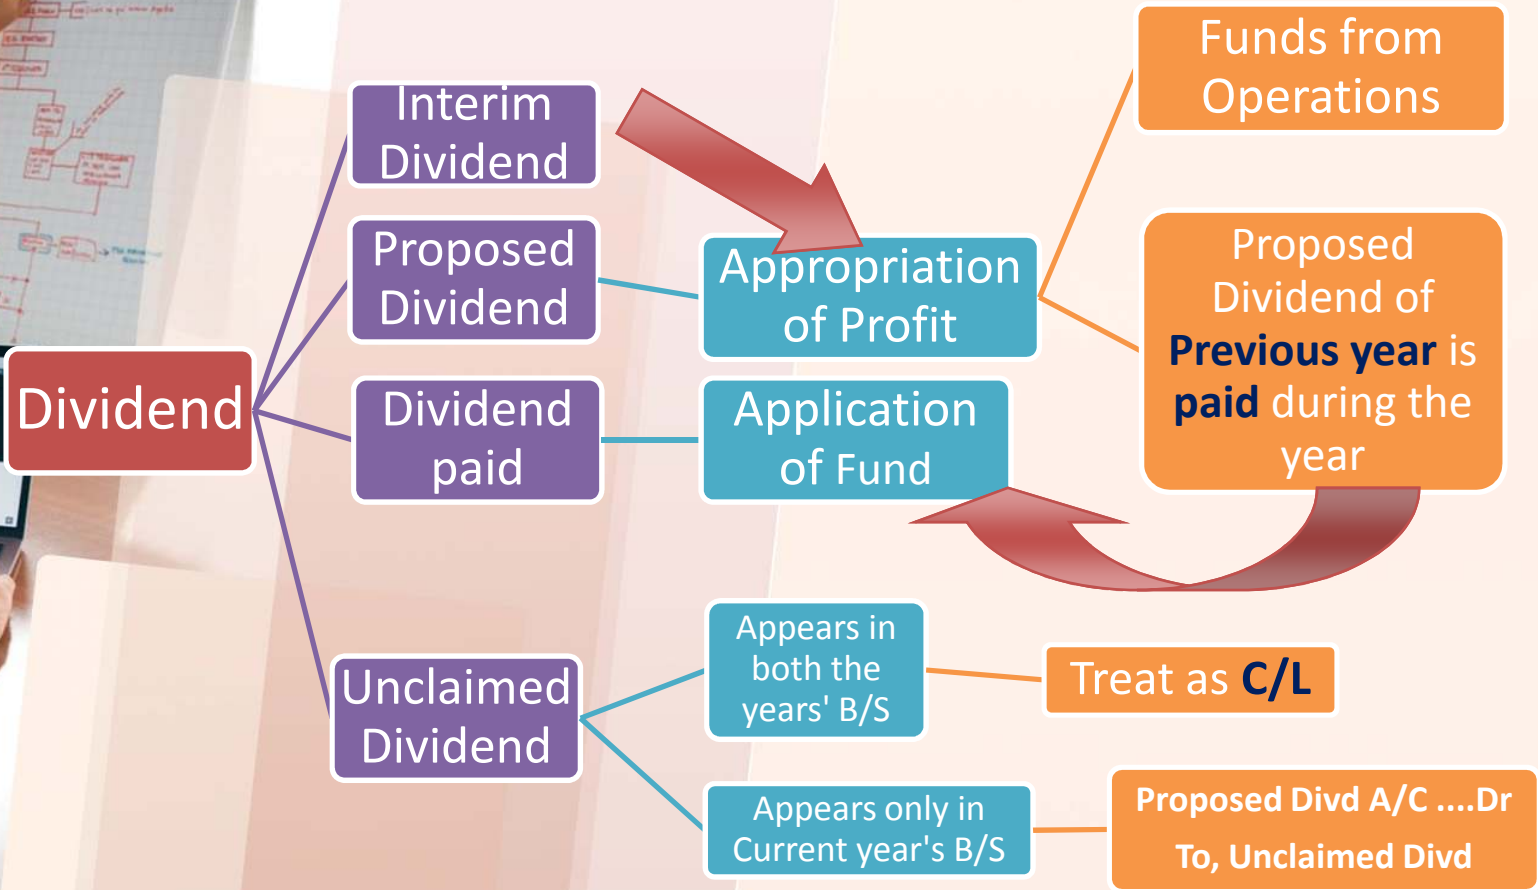 Dividend
Interim
Dividend
Proposed
Dividend
Dividend
paid
Unclaimed
Dividend
Appropriation
of Profit
Application
of Fund
Appears in
both the
years' B/S
Appears only in
Current year's B/S
Funds from
Operations
Proposed
Dividend of
Previous year is
paid during the
year
Treat as C/L
Proposed Divd A/C ....Dr
To, Unclaimed Divd